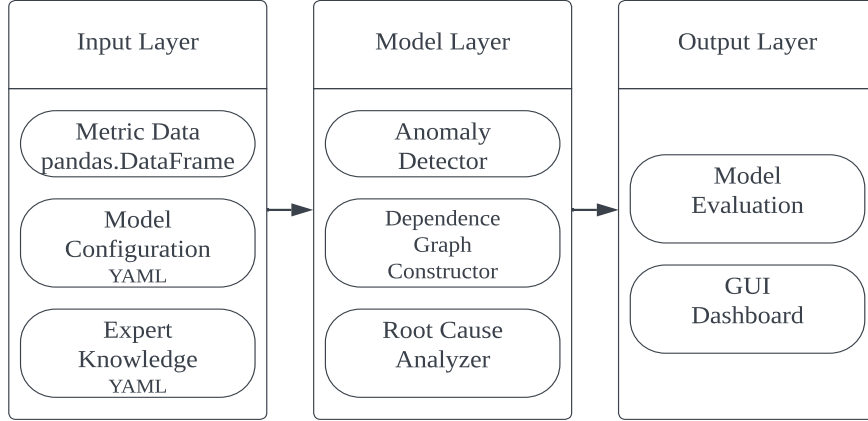 Input Layer
Metric Data
pandas.DataFrame
Model
Configuration
YAML
Expert
Knowledge
YAML
Model Layer
Anomaly
Detector
Dependence
Graph
Constructor
Root Cause
Analyzer
Output Layer
Model
Evaluation
GUI
Dashboard